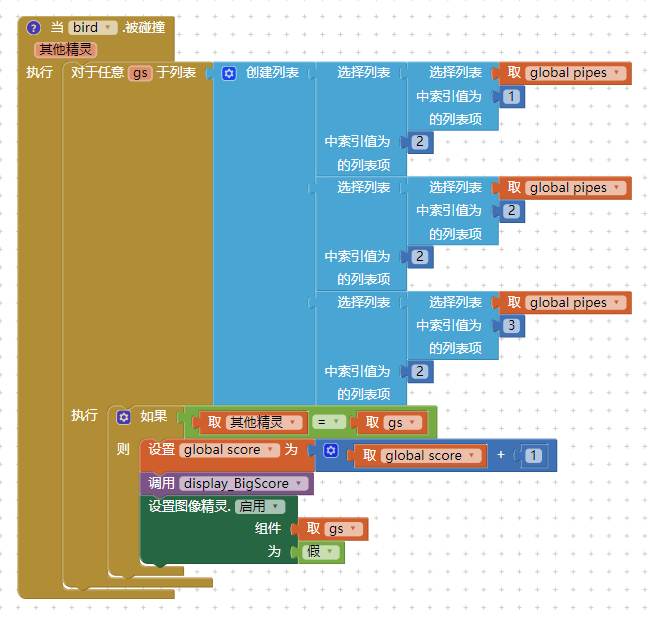 ? 当 bird .被碰撞
其他精灵
执行 对于任意 gs 于列表 创建列表 选择列表 选择列表 取 global pipes
中索引值为 1
的列表项
中索引值为 2
的列表项
选择列表 选择列表 取 global pipes
中索引值为 2
的列表项
中索引值为 2
的列表项
选择列表 选择列表 取 global pipes
中索引值为 3
的列表项
中索引值为 2
的列表项
执行 如果 取 其他精灵 = 取 gs
则 设置 global score 为 取 global score + 1
调用 display_BigScore
设置图像精灵. 启用
组件 取 gs
为 假